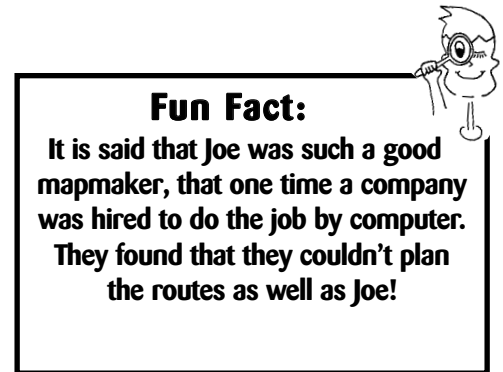 Fun Fact:
It is said that Joe was such a good
mapmaker, that one time a company
was hired to do the job by computer.
They found that they couldn't plan
the routes as well as Joe!